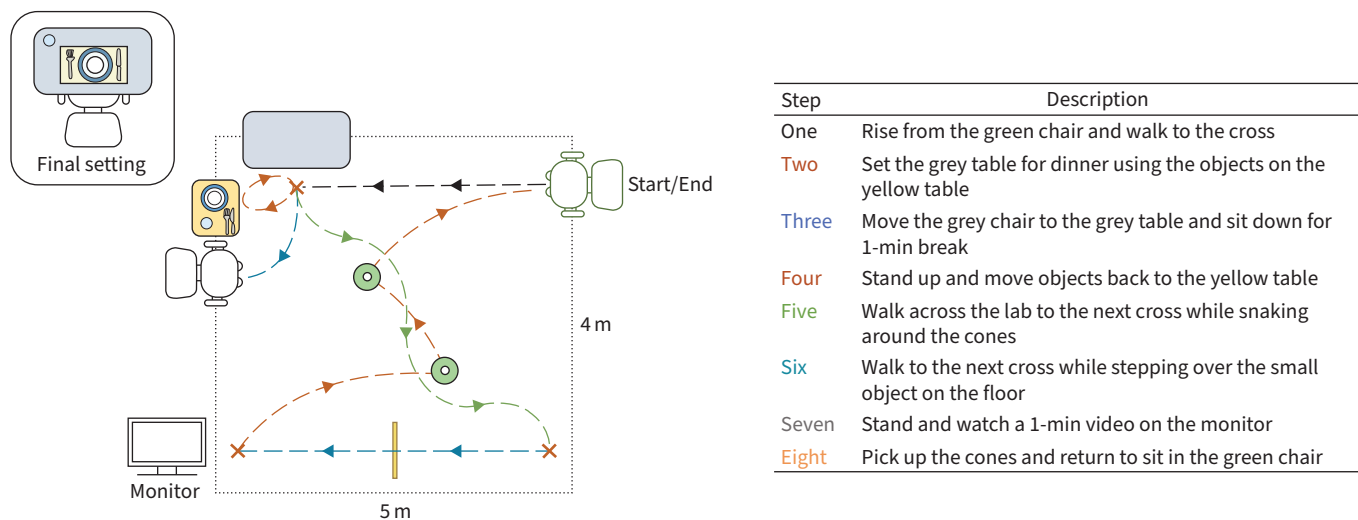 Final setting
Start/End
4 m
Monitor
5 m
Step Description
One Rise from the green chair and walk to the cross
Two Set the grey table for dinner using the objects on the
yellow table
Three Move the grey chair to the grey table and sit down for
1-min break
Four Stand up and move objects back to the yellow table
Five Walk across the lab to the next cross while snaking
around the cones
Six Walk to the next cross while stepping over the small
object on the floor
Seven Stand and watch a 1-min video on the monitor
Eight Pick up the cones and return to sit in the green chair